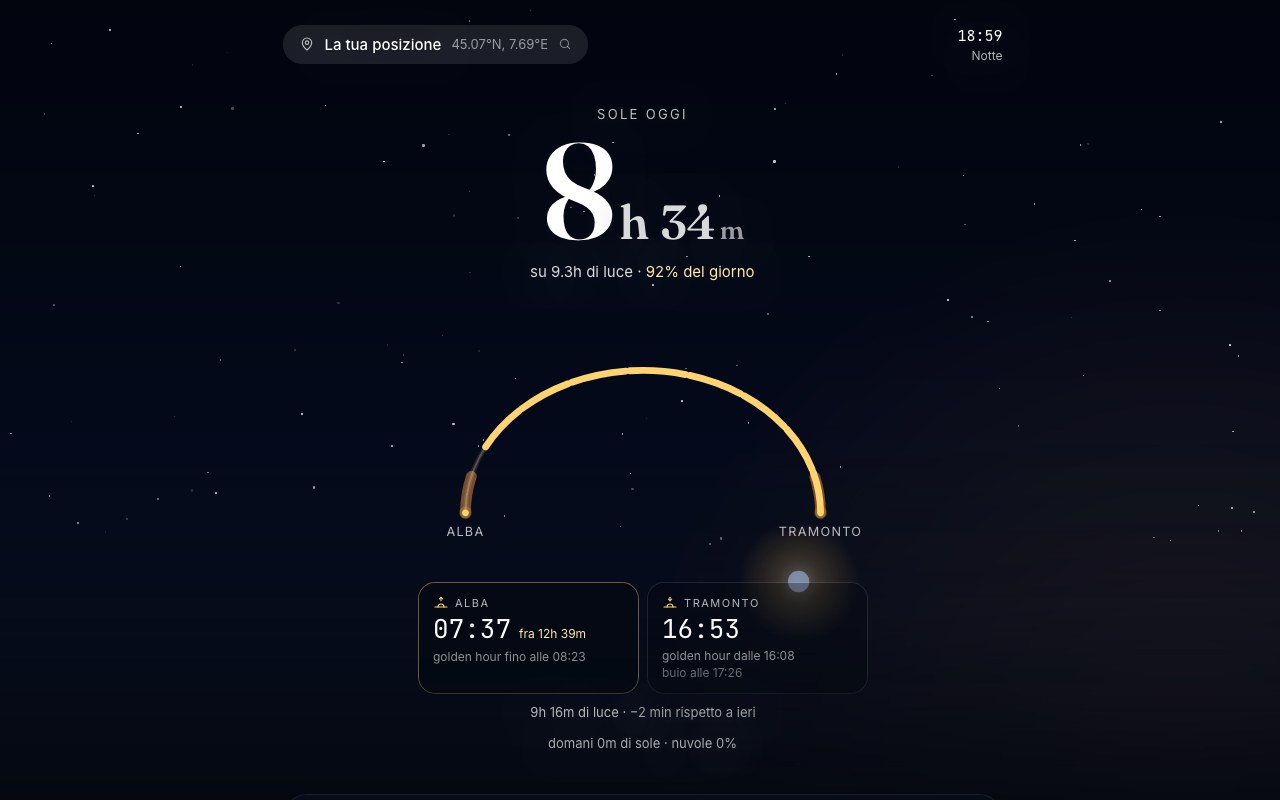 La tua posizione 45.07°N, 7.69°E
18:59
Notte
SOLE OGGI
8h 34m
su 9.3h di luce · 92% del giorno
ALBA
TRAMONTO
ALBA
07:37 fra 12h 39m
golden hour fino alle 08:23
TRAMONTO
16:53
golden hour dalle 16:08
buio alle 17:26
9h 16m di luce · −2 min rispetto a ieri
domani 0m di sole · nuvole 0%